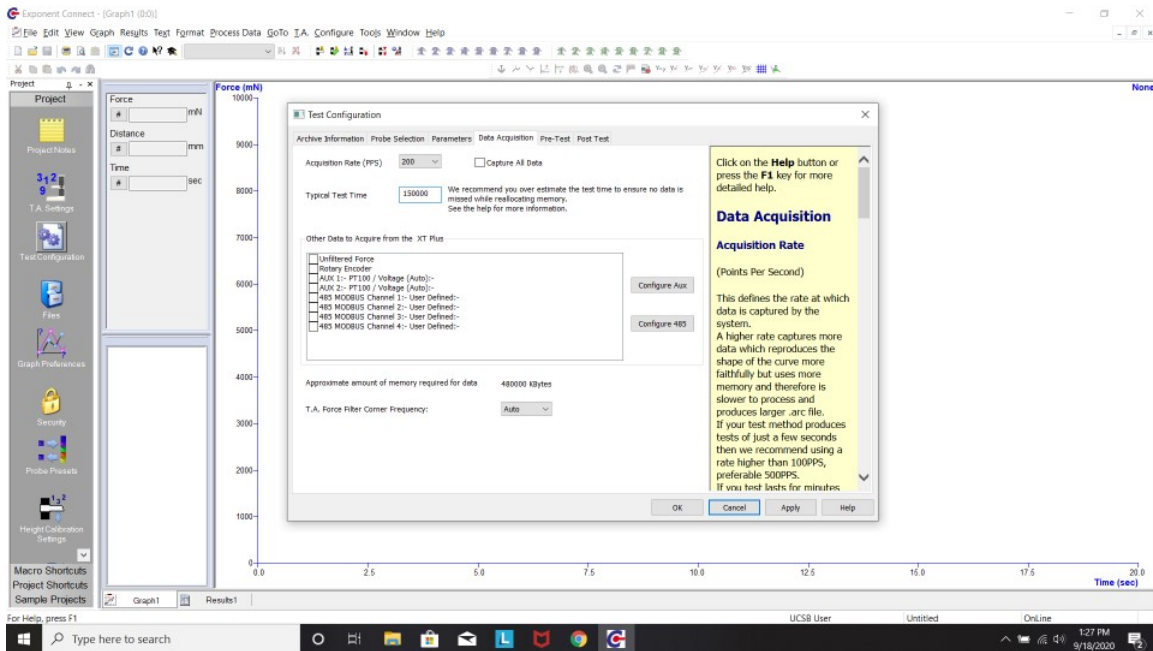 Exponent Connect - [Graph1 (0:0)]
File Edit View Graph Results Text Format Process Data GoTo T.A. Configure Tools Window Help
Project
Project
Project Notes
T.A. Settings
Test Configuration
Files
Graph Preferences
Security
Probe Presets
Height Calibration
Settings
Macro Shortcuts
Project Shortcuts
Sample Projects
Force
# mN
Distance
# mm
Time
# sec
Force (mN)
None
10000
9000
8000
7000
6000
5000
4000
3000
2000
1000
0
0.0 2.5 5.0 7.5 10.0 12.5 15.0 17.5 20.0
Time (sec)
Test Configuration
Archive Information Probe Selection Parameters Data Acquisition Pre-Test Post Test
Acquisition Rate (PPS) 200 Capture All Data
Typical Test Time 150000 We recommend you over estimate the test time to ensure no data is
missed while reallocating memory.
See the help for more information.
Other Data to Acquire from the XT Plus
Unfiltered Force
Rotary Encoder
AUX 1:- PT100 / Voltage (Auto):-
AUX 2:- PT100 / Voltage (Auto):-
485 MODBUS Channel 1:- User Defined:-
485 MODBUS Channel 2:- User Defined:-
485 MODBUS Channel 3:- User Defined:-
485 MODBUS Channel 4:- User Defined:-
Configure Aux
Configure 485
Approximate amount of memory required for data 480000 KBytes
T.A. Force Filter Corner Frequency: Auto
Click on the Help button or
press the F1 key for more
detailed help.
Data Acquisition
Acquisition Rate
(Points Per Second)
This defines the rate at which
data is captured by the
system.
A higher rate captures more
data which reproduces the
shape of the curve more
faithfully but uses more
memory and therefore is
slower to process and
produces larger .arc file.
If your test method produces
tests of just a few seconds
then we recommend using a
rate higher than 100PPS,
preferable 500PPS.
If you test lasts for minutes
OK Cancel Apply Help
Graph1 Results1
For Help, press F1 UCSB User Untitled OnLine
Type here to search
1:27 PM
9/18/2020